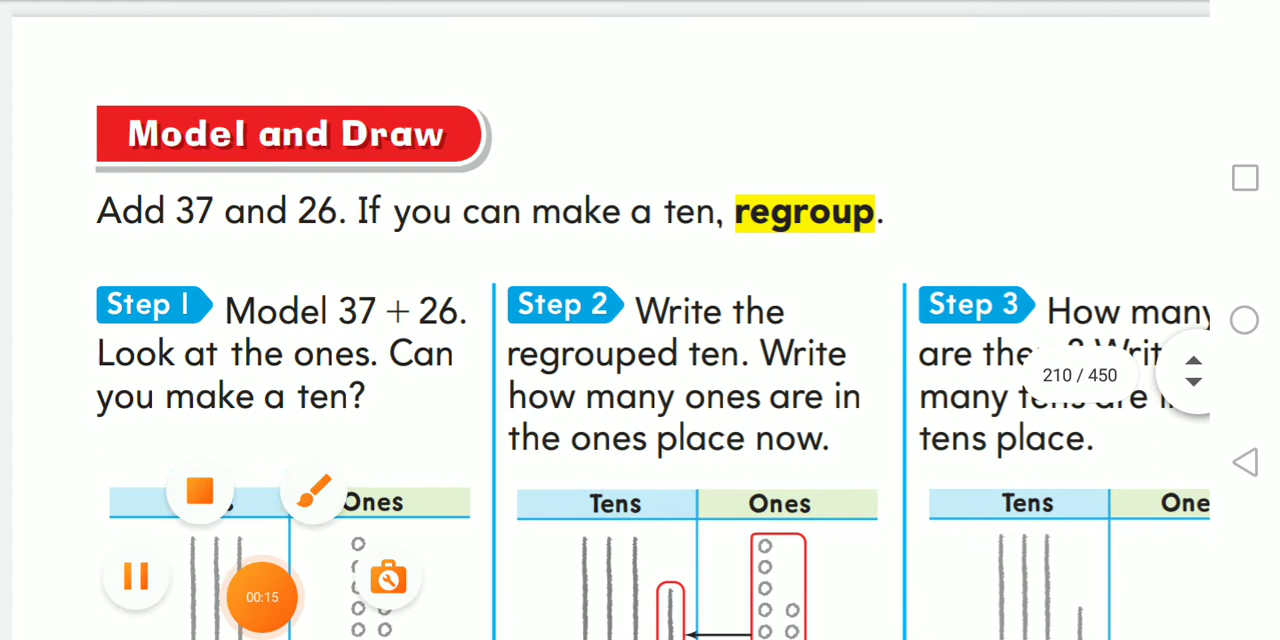 Model and Draw
Add 37 and 26. If you can make a ten, regroup.
Step 1 Model 37 + 26.
Look at the ones. Can
you make a ten?
Step 2 Write the
regrouped ten. Write
how many ones are in
the ones place now.
Step 3 How many
are
many
tens place.
210 / 450
Ones
Tens Ones
Tens
00:15